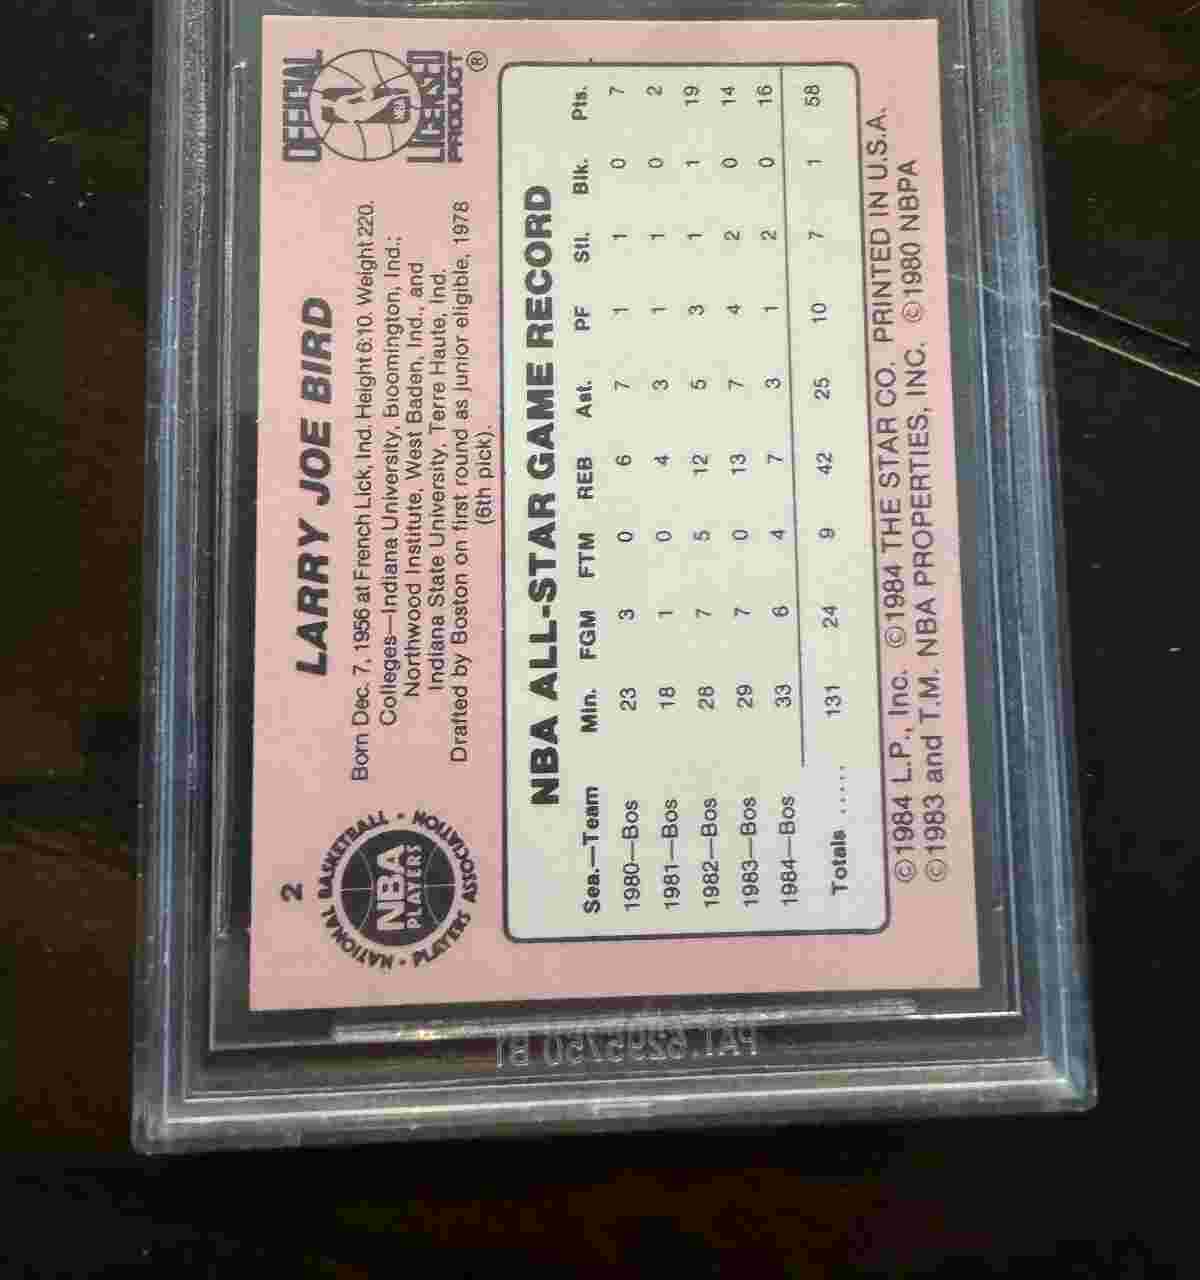 2
LARRY JOE BIRD
OFFICIAL
NBA
LICENSED
PRODUCT
®
NATIONAL BASKETBALL
• PLAYERS ASSOCIATION •
NBA
PLAYERS
Born Dec. 7, 1956 at French Lick, Ind. Height 6:10. Weight 220.
Colleges—Indiana University, Bloomington, Ind.;
Northwood Institute, West Baden, Ind., and
Indiana State University, Terre Haute, Ind.
Drafted by Boston on first round as junior eligible, 1978
(6th pick).
NBA ALL-STAR GAME RECORD
Sea.—Team Min. FGM FTM REB Ast. PF Stl. Blk. Pts.
1980—Bos 23 3 0 6 7 1 1 0 7
1981—Bos 18 1 0 4 3 1 1 0 2
1982—Bos 28 7 5 12 5 3 1 1 19
1983—Bos 29 7 0 13 7 4 2 0 14
1984—Bos 33 6 4 7 3 1 2 0 16
Totals ..... 131 24 9 42 25 10 7 1 58
©1984 L.P., Inc. ©1984 THE STAR CO. PRINTED IN U.S.A.
©1983 and T.M. NBA PROPERTIES, INC. ©1980 NBPA